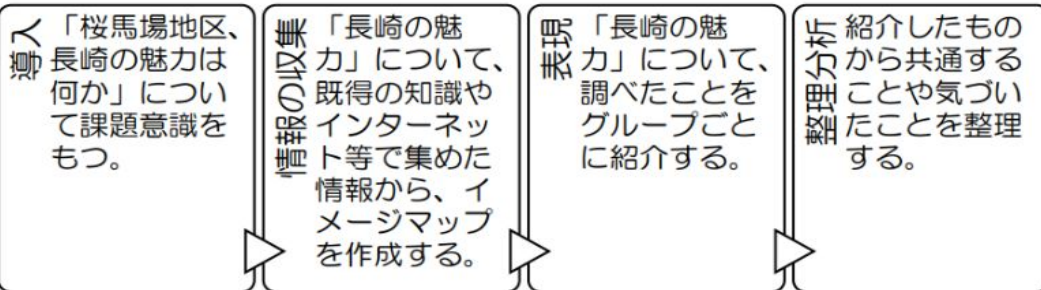 導入
「桜馬場地区、
長崎の魅力は
何か」につい
て課題意識を
もつ。
情報の収集
「長崎の魅
力」について、
既得の知識や
インターネッ
ト等で集めた
情報から、イ
メージマップ
を作成する。
表現
「長崎の魅
力」について、
調べたことを
グループごと
に紹介する。
整理分析
紹介したもの
から共通する
ことや気づい
たことを整理
する。